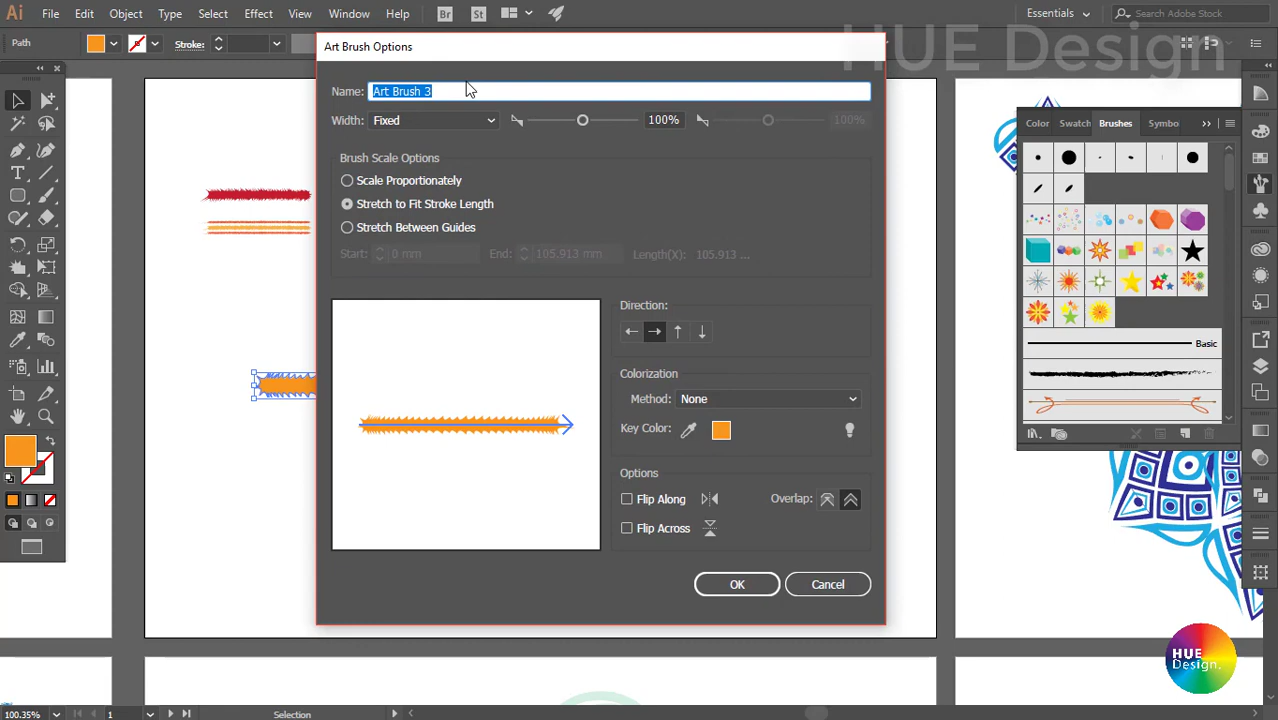 Ai File Edit Object Type Select Effect View Window Help Br St Essentials Search Adobe Stock
Path Stroke:
HUE Design
Art Brush Options
Name: Art Brush 3
Width: Fixed 100% 100%
Brush Scale Options
Scale Proportionately
Stretch to Fit Stroke Length
Stretch Between Guides
Start: 0 mm End: 105.913 mm Length(X): 105.913 ...
Direction:
Colorization
Method: None
Key Color:
Options
Flip Along Overlap:
Flip Across
OK Cancel
Color Swatch Brushes Symbo
Basic
HUE
Design.
100.35% 1 Selection